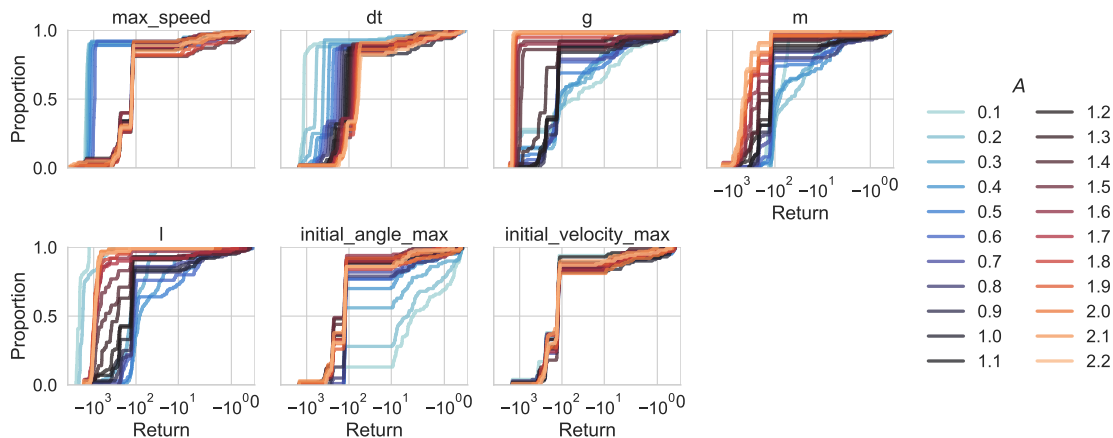 max_speed
dt
g
m
Proportion
1.0
0.5
0.0
−10³ −10² −10¹ −10⁰ 0
Return
l
initial_angle_max
initial_velocity_max
Proportion
1.0
0.5
0.0
−10³ −10² −10¹ −10⁰ 0
Return
−10³ −10² −10¹ −10⁰ 0
Return
−10³ −10² −10¹ −10⁰ 0
Return
A
0.1
0.2
0.3
0.4
0.5
0.6
0.7
0.8
0.9
1.0
1.1
1.2
1.3
1.4
1.5
1.6
1.7
1.8
1.9
2.0
2.1
2.2